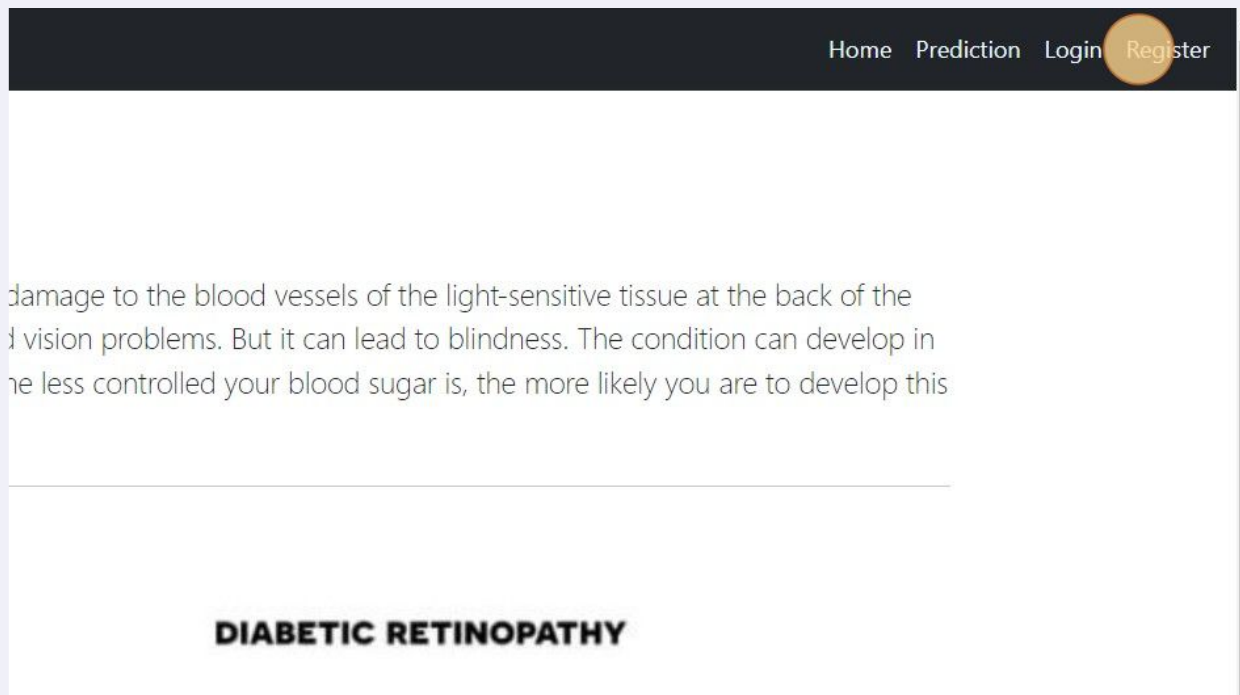 Home Prediction Login Register
damage to the blood vessels of the light-sensitive tissue at the back of the
vision problems. But it can lead to blindness. The condition can develop in
less controlled your blood sugar is, the more likely you are to develop this
DIABETIC RETINOPATHY